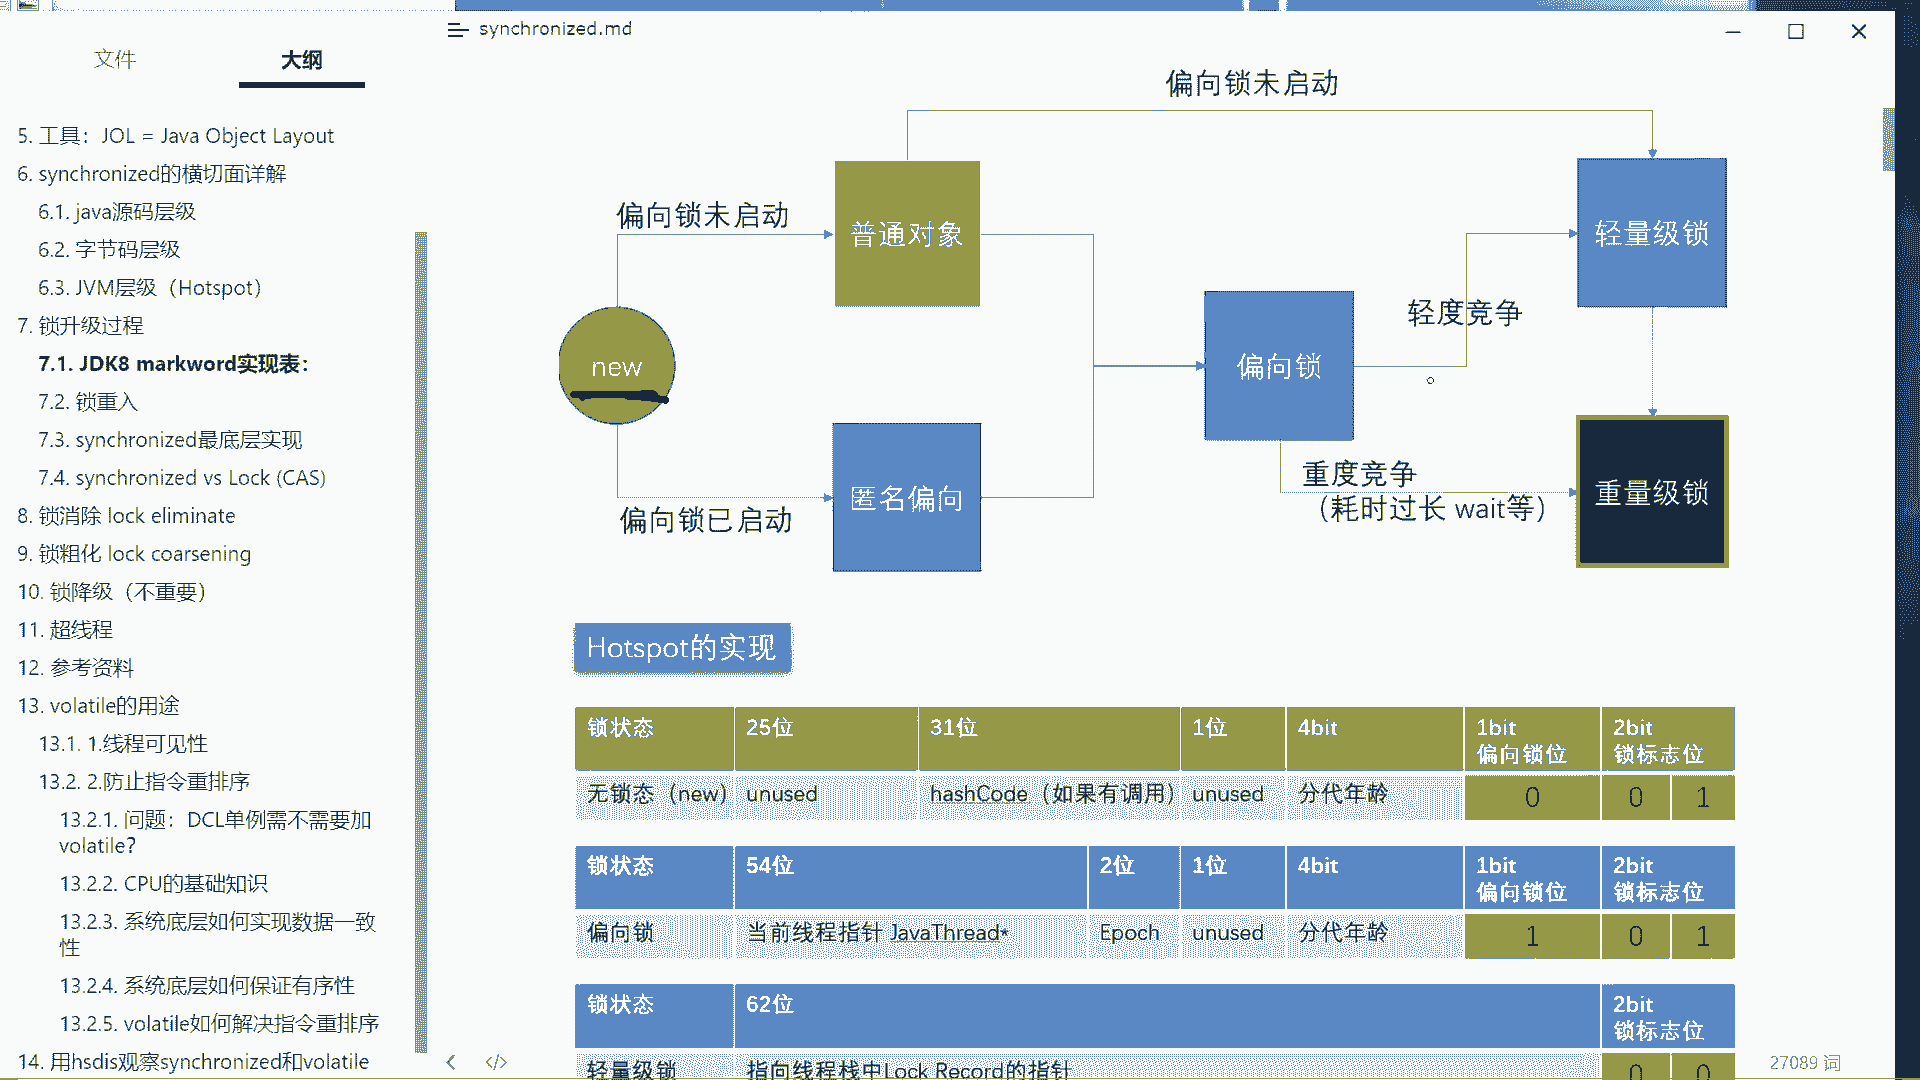 synchronized.md
文件
大纲
5. 工具：JOL = Java Object Layout
6. synchronized的横切面详解
6.1. java源码层级
6.2. 字节码层级
6.3. JVM层级（Hotspot）
7. 锁升级过程
7.1. JDK8 markword实现表：
7.2. 锁重入
7.3. synchronized最底层实现
7.4. synchronized vs Lock (CAS)
8. 锁消除 lock eliminate
9. 锁粗化 lock coarsening
10. 锁降级（不重要）
11. 超线程
12. 参考资料
13. volatile的用途
13.1. 1.线程可见性
13.2. 2.防止指令重排序
13.2.1. 问题：DCL单例需不需要加
volatile?
13.2.2. CPU的基础知识
13.2.3. 系统底层如何实现数据一致
性
13.2.4. 系统底层如何保证有序性
13.2.5. volatile如何解决指令重排序
14. 用hsdis观察synchronized和volatile
偏向锁未启动
偏向锁未启动
普通对象
轻量级锁
new
偏向锁
轻度竞争
匿名偏向
偏向锁已启动
重度竞争
（耗时过长 wait等）
重量级锁
Hotspot的实现
锁状态 25位 31位 1位 4bit 1bit 2bit
偏向锁位 锁标志位
无锁态（new） unused hashCode（如果有调用） unused 分代年龄 0 0 1
锁状态 54位 2位 1位 4bit 1bit 2bit
偏向锁位 锁标志位
偏向锁 当前线程指针 JavaThread* Epoch unused 分代年龄 1 0 1
锁状态 62位 2bit
锁标志位
轻量级锁 指向线程栈中Lock Record的指针 0 0
</> 27089 词